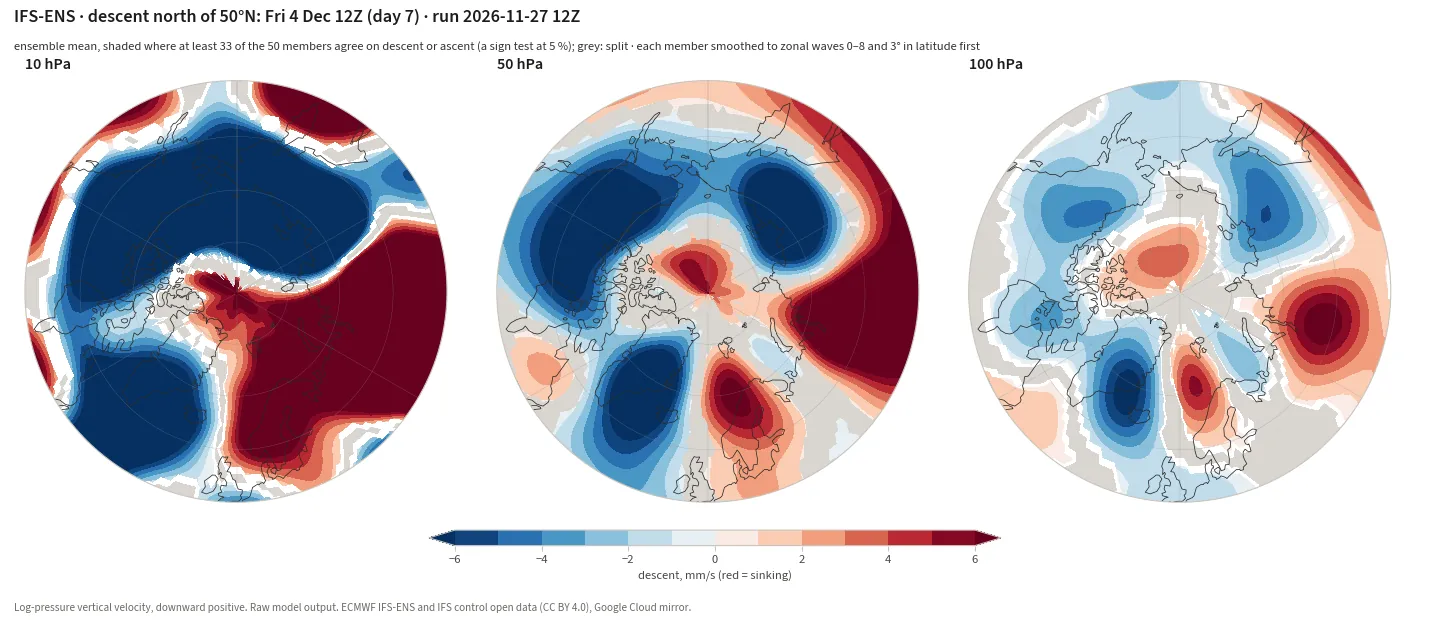 IFS-ENS · descent north of 50°N: Fri 4 Dec 12Z (day 7) · run 2026-11-27 12Z
ensemble mean, shaded where at least 33 of the 50 members agree on descent or ascent (a sign test at 5 %); grey: split · each member smoothed to zonal waves 0–8 and 3° in latitude first
10 hPa
50 hPa
100 hPa
−6 −4 −2 0 2 4 6
descent, mm/s (red = sinking)
Log-pressure vertical velocity, downward positive. Raw model output. ECMWF IFS-ENS and IFS control open data (CC BY 4.0), Google Cloud mirror.